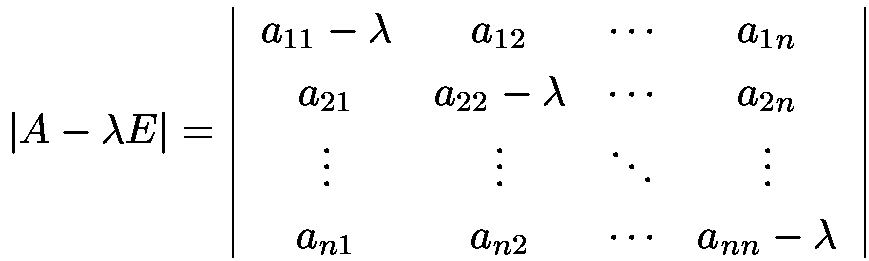 |A − λE| = | a₁₁ − λ a₁₂ ⋯ a₁ₙ |
| a₂₁ a₂₂ − λ ⋯ a₂ₙ |
| ⋮ ⋮ ⋱ ⋮ |
| aₙ₁ aₙ₂ ⋯ aₙₙ − λ |